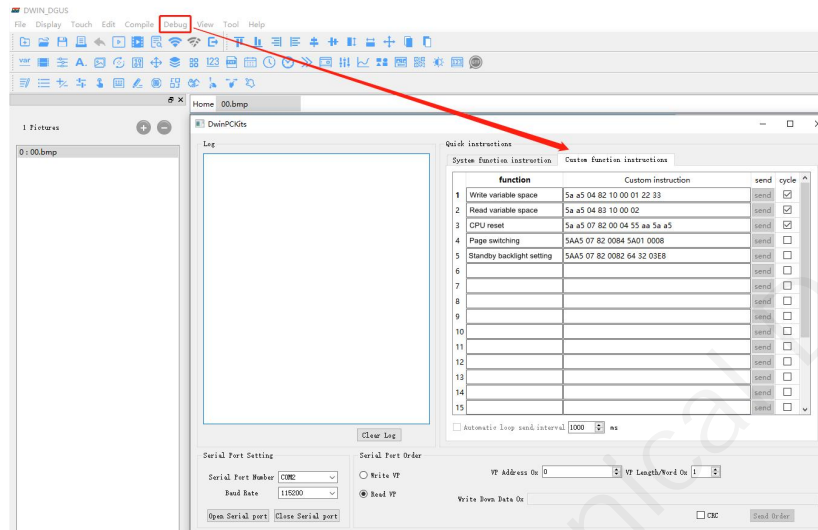 DWIN_DGUS
File Display Touch Edit Compile Debug View Tool Help
Home 00.bmp
1 Pictures
0 : 00.bmp
DwinPCKits
Log
Quick instructions
System function instruction Custom function instructions
function Custom instruction send cycle
1 Write variable space 5a a5 04 82 10 00 01 22 33 send
2 Read variable space 5a a5 04 83 10 00 02 send
3 CPU reset 5a a5 07 82 00 04 55 aa 5a a5 send
4 Page switching 5AA5 07 82 0084 5A01 0008 send
5 Standby backlight setting 5AA5 07 82 0082 64 32 03E8 send
6 send
7 send
8 send
9 send
10 send
11 send
12 send
13 send
14 send
15 send
Automatic loop send, interval 1000 ms
Clear Log
Serial Port Setting
Serial Port Number COM2
Baud Rate 115200
Open Serial port Close Serial port
Serial Port Order
Write VP
Read VP
VP Address 0x 0 VP Length/Word 0x 1
Write Down Data 0x
CRC Send Order